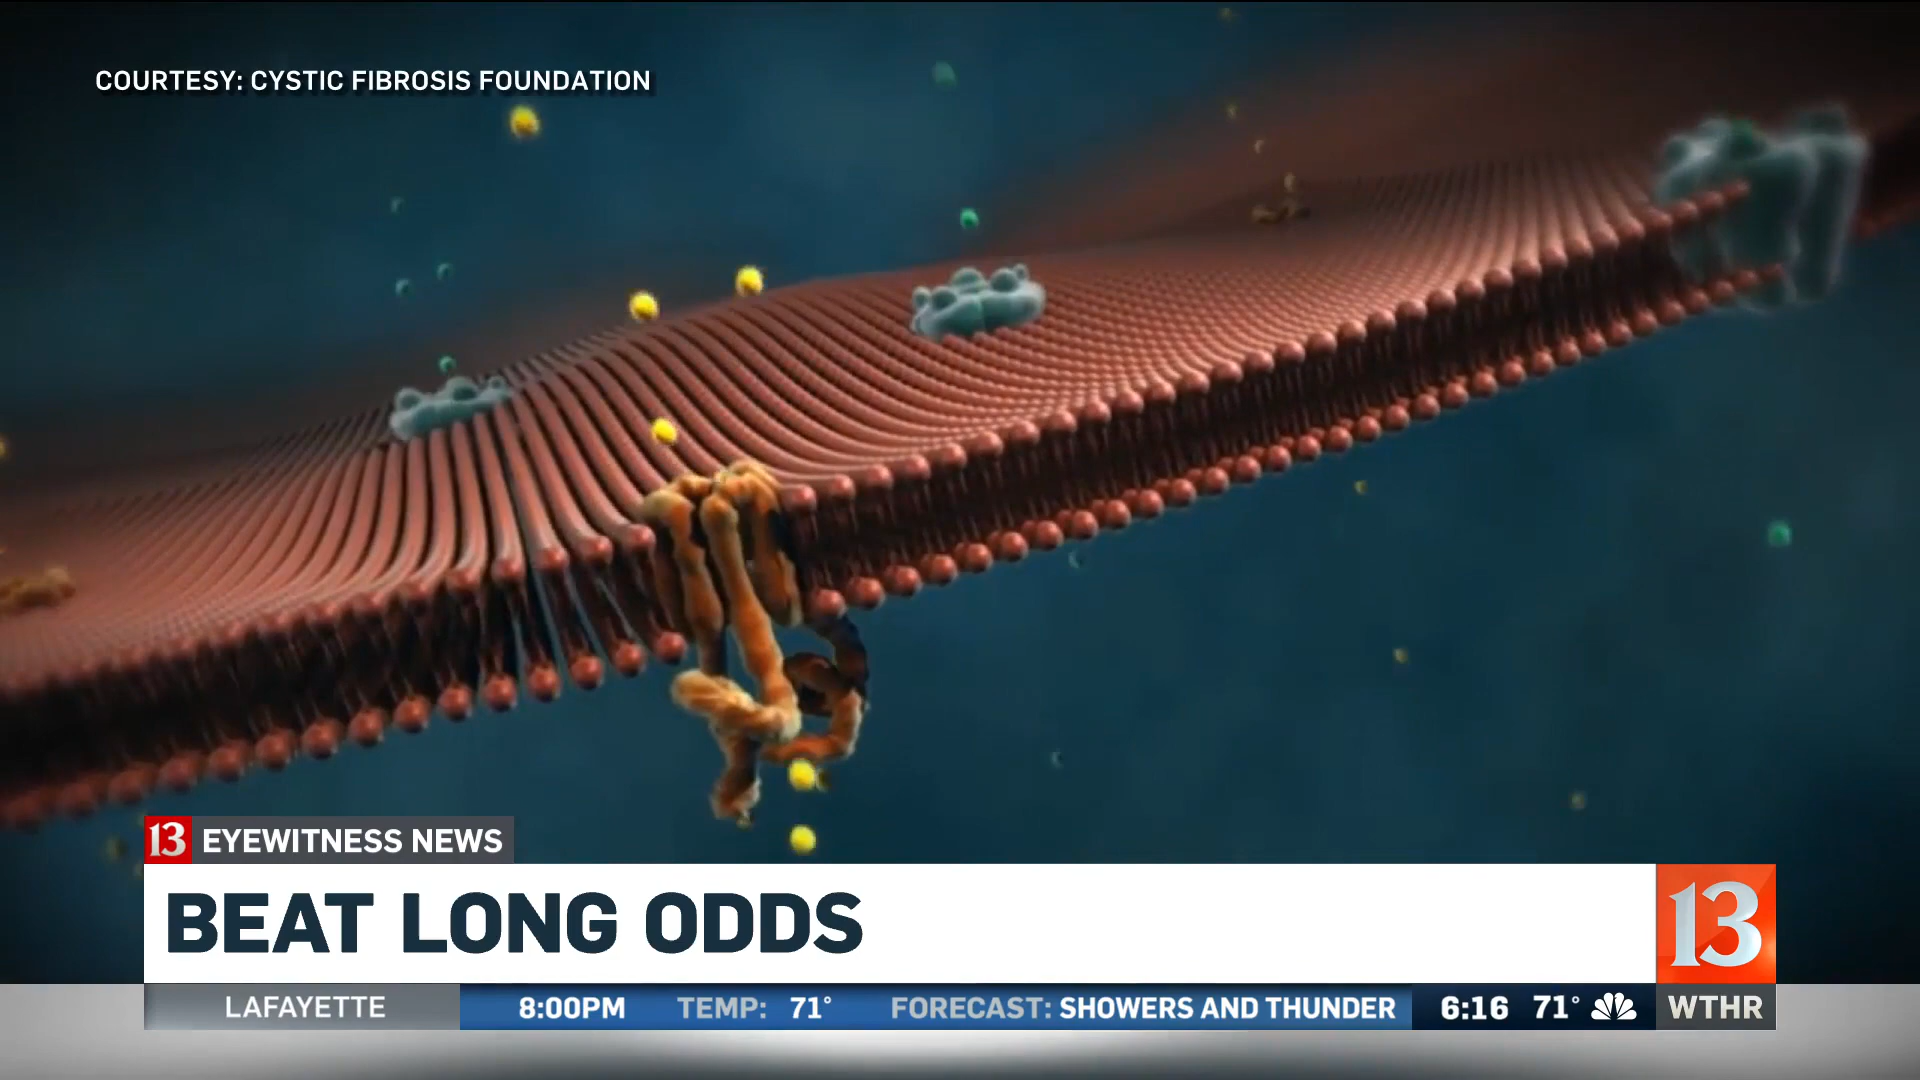 COURTESY: CYSTIC FIBROSIS FOUNDATION
13 EYEWITNESS NEWS
BEAT LONG ODDS
13
LAFAYETTE 8:00PM TEMP: 71° FORECAST: SHOWERS AND THUNDER 6:16 71° WTHR